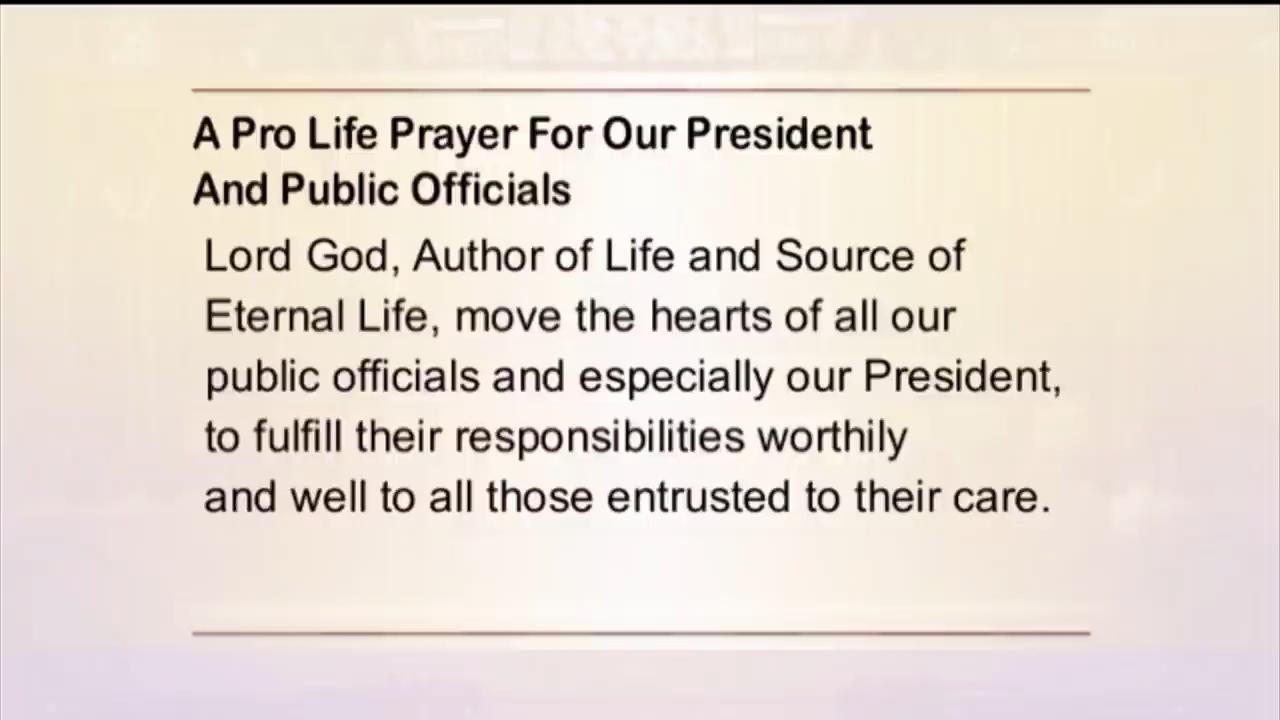 A Pro Life Prayer For Our President
And Public Officials
Lord God, Author of Life and Source of
Eternal Life, move the hearts of all our
public officials and especially our President,
to fulfill their responsibilities worthily
and well to all those entrusted to their care.